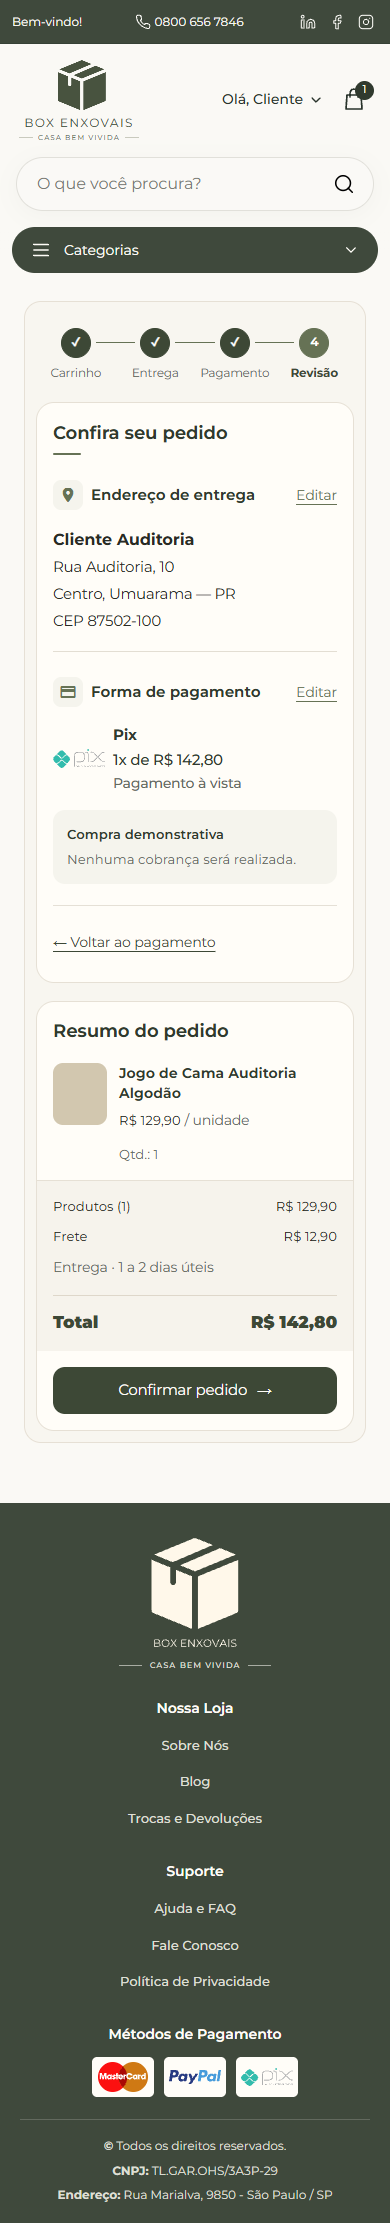 Bem-vindo!
0800 656 7846
BOX ENXOVAIS
CASA BEM VIVIDA
Olá, Cliente
1
O que você procura?
Categorias
4
Carrinho
Entrega
Pagamento
Revisão
Confira seu pedido
Endereço de entrega
Editar
Cliente Auditoria
Rua Auditoria, 10
Centro, Umuarama — PR
CEP 87502-100
Forma de pagamento
Editar
pix
Pix
1x de R$ 142,80
Pagamento à vista
Compra demonstrativa
Nenhuma cobrança será realizada.
← Voltar ao pagamento
Resumo do pedido
Jogo de Cama Auditoria
Algodão
R$ 129,90 / unidade
Qtd.: 1
Produtos (1)
R$ 129,90
Frete
R$ 12,90
Entrega · 1 a 2 dias úteis
Total
R$ 142,80
Confirmar pedido →
BOX ENXOVAIS
CASA BEM VIVIDA
Nossa Loja
Sobre Nós
Blog
Trocas e Devoluções
Suporte
Ajuda e FAQ
Fale Conosco
Política de Privacidade
Métodos de Pagamento
MasterCard
PayPal
pix
© Todos os direitos reservados.
CNPJ: TL.GAR.OHS/3A3P-29
Endereço: Rua Marialva, 9850 - São Paulo / SP